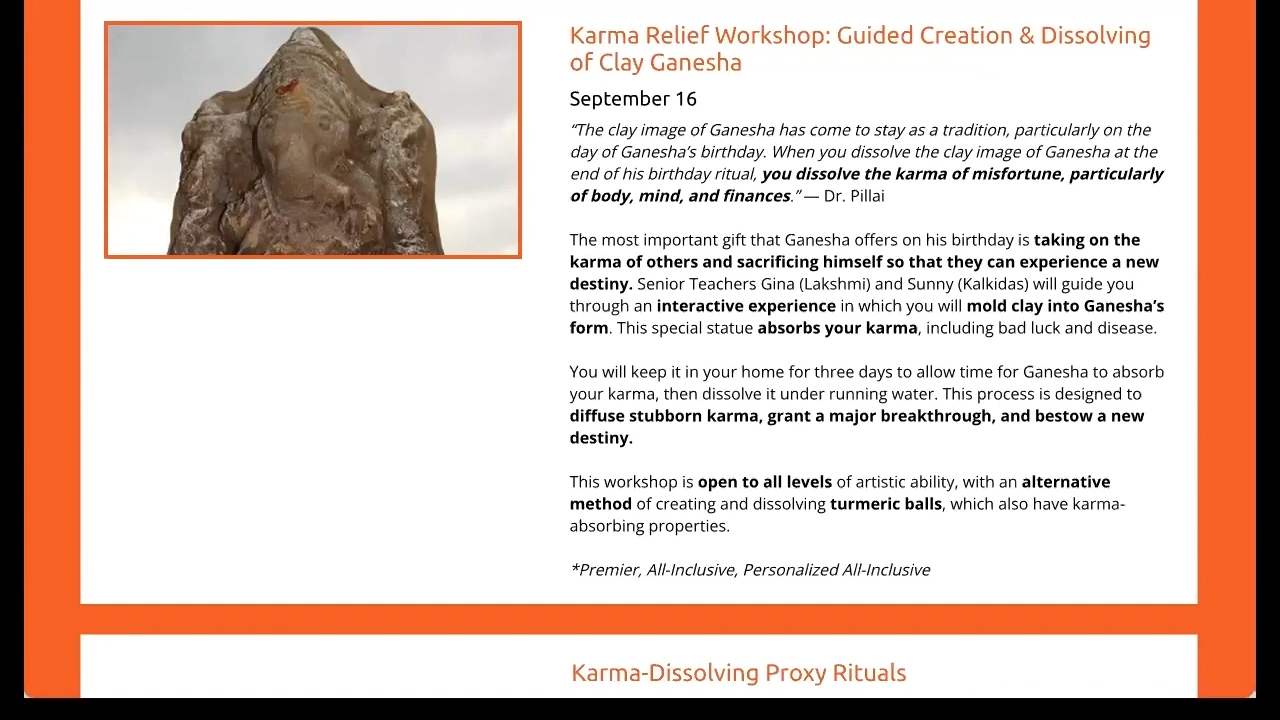 Karma Relief Workshop: Guided Creation & Dissolving
of Clay Ganesha
September 16
“The clay image of Ganesha has come to stay as a tradition, particularly on the
day of Ganesha’s birthday. When you dissolve the clay image of Ganesha at the
end of his birthday ritual, you dissolve the karma of misfortune, particularly
of body, mind, and finances.” — Dr. Pillai
The most important gift that Ganesha offers on his birthday is taking on the
karma of others and sacrificing himself so that they can experience a new
destiny. Senior Teachers Gina (Lakshmi) and Sunny (Kalkidas) will guide you
through an interactive experience in which you will mold clay into Ganesha’s
form. This special statue absorbs your karma, including bad luck and disease.
You will keep it in your home for three days to allow time for Ganesha to absorb
your karma, then dissolve it under running water. This process is designed to
diffuse stubborn karma, grant a major breakthrough, and bestow a new
destiny.
This workshop is open to all levels of artistic ability, with an alternative
method of creating and dissolving turmeric balls, which also have karma-
absorbing properties.
*Premier, All-Inclusive, Personalized All-Inclusive
Karma-Dissolving Proxy Rituals